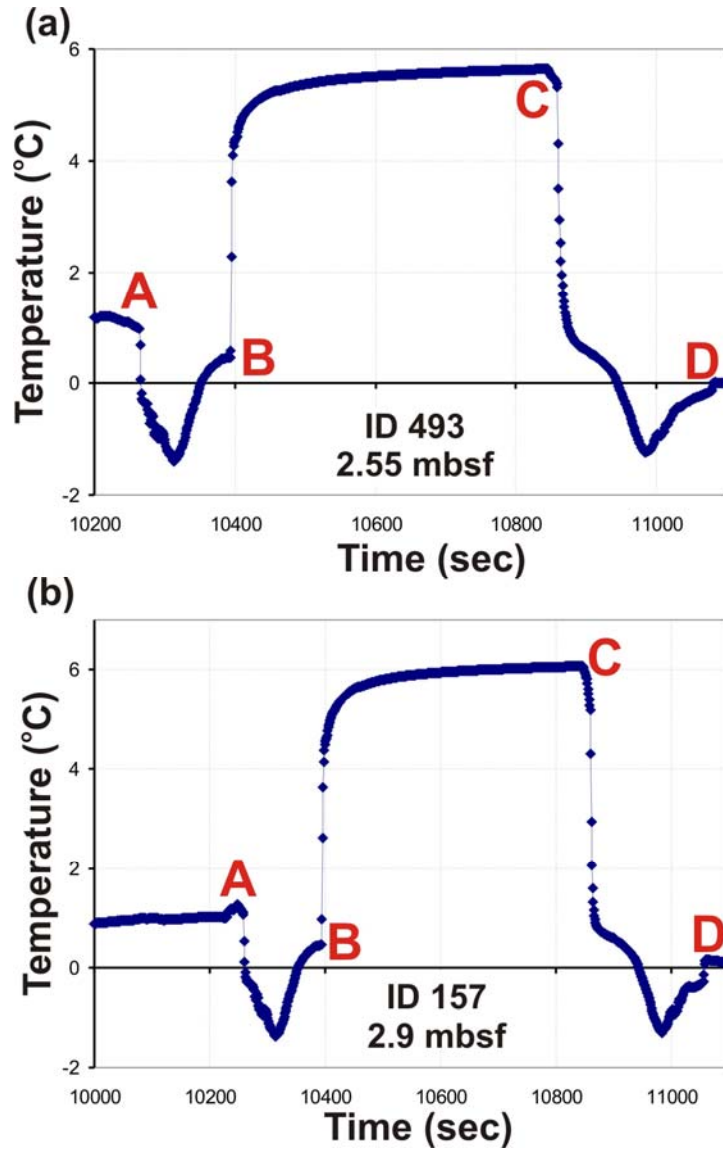 (a)
6
4
2
0
-2
Temperature (°C)
A
B
C
D
ID 493
2.55 mbsf
10200 10400 10600 10800 11000
Time (sec)
(b)
6
4
2
0
-2
Temperature (°C)
A
B
C
D
ID 157
2.9 mbsf
10000 10200 10400 10600 10800 11000
Time (sec)